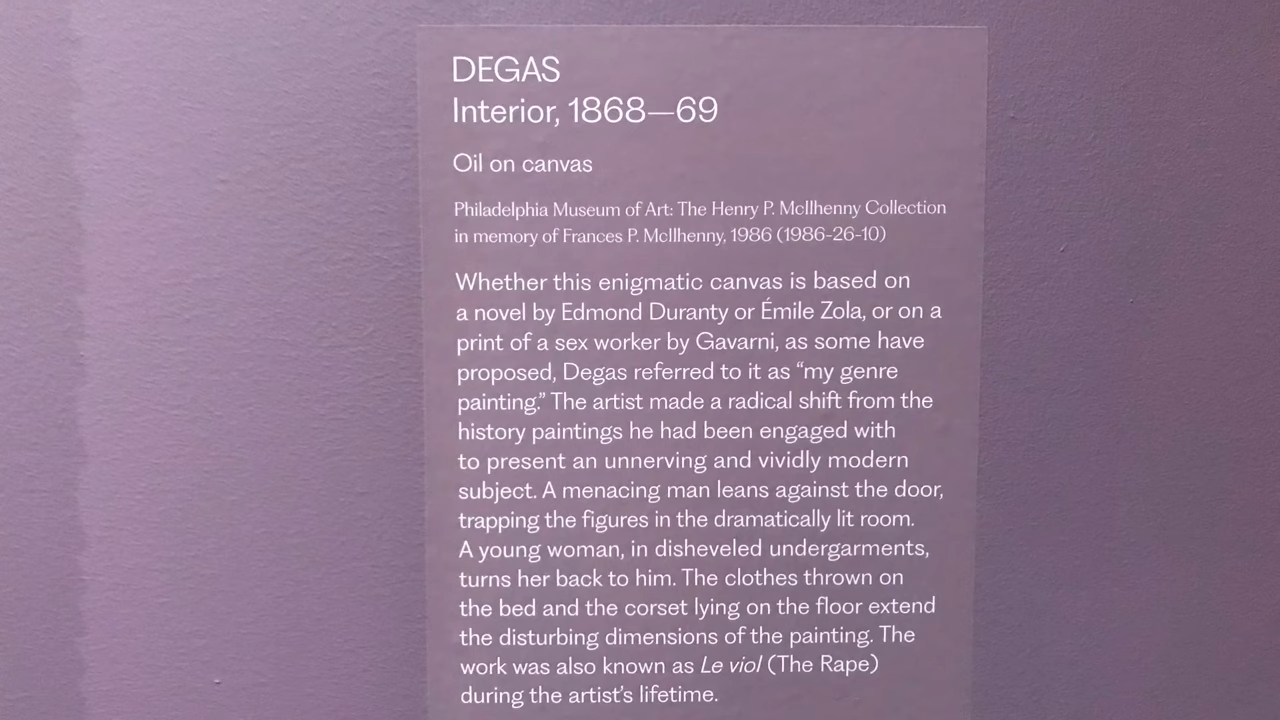 DEGAS
Interior, 1868—69
Oil on canvas
Philadelphia Museum of Art: The Henry P. McIlhenny Collection
in memory of Frances P. McIlhenny, 1986 (1986-26-10)
Whether this enigmatic canvas is based on
a novel by Edmond Duranty or Émile Zola, or on a
print of a sex worker by Gavarni, as some have
proposed, Degas referred to it as “my genre
painting.” The artist made a radical shift from the
history paintings he had been engaged with
to present an unnerving and vividly modern
subject. A menacing man leans against the door,
trapping the figures in the dramatically lit room.
A young woman, in disheveled undergarments,
turns her back to him. The clothes thrown on
the bed and the corset lying on the floor extend
the disturbing dimensions of the painting. The
work was also known as Le viol (The Rape)
during the artist’s lifetime.